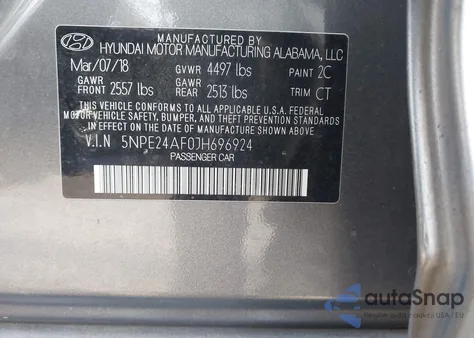 HYUNDAI MOTOR MANUFACTURING ALABAMA, LLC
Mar/07/18 GVWR 4497 lbs PAINT 2C
GAWR FRONT 2557 lbs GAWR REAR 2513 lbs TRIM CT
THIS VEHICLE CONFORMS TO ALL APPLICABLE U.S.A. FEDERAL
MOTOR VEHICLE SAFETY, BUMPER, AND THEFT PREVENTION STANDARDS
IN EFFECT ON THE DATE OF MANUFACTURE SHOWN ABOVE.
V.I.N 5NPE24AF0JH696924
PASSENGER CAR
autoSnap
USA / EU